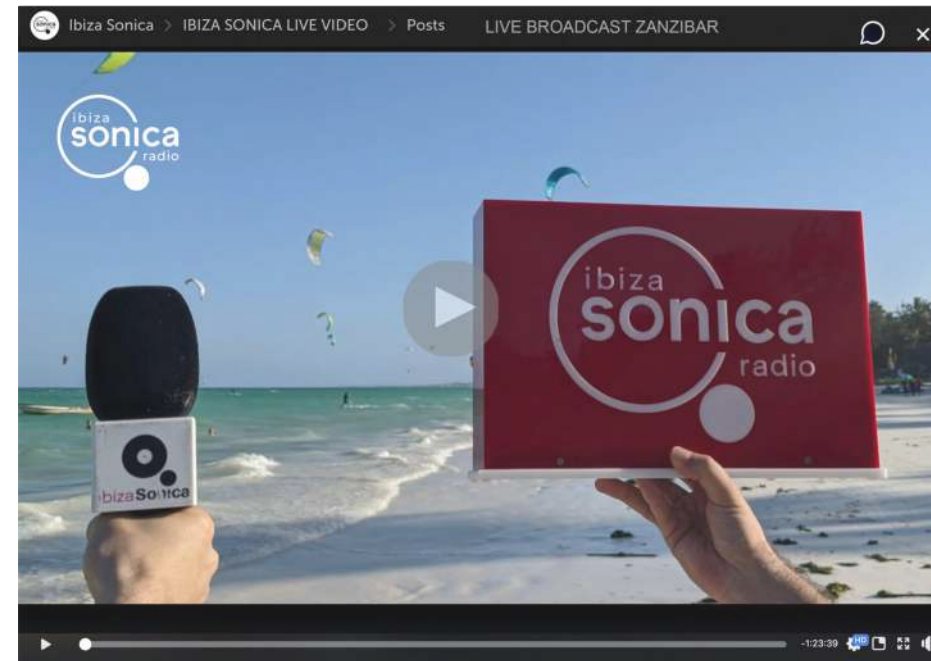 Ibiza Sonica > IBIZA SONICA LIVE VIDEO > Posts LIVE BROADCAST ZANZIBAR
ibiza
sonica
radio
ibiza
sonica
radio
ibizaSonica
-1:23:39 HD